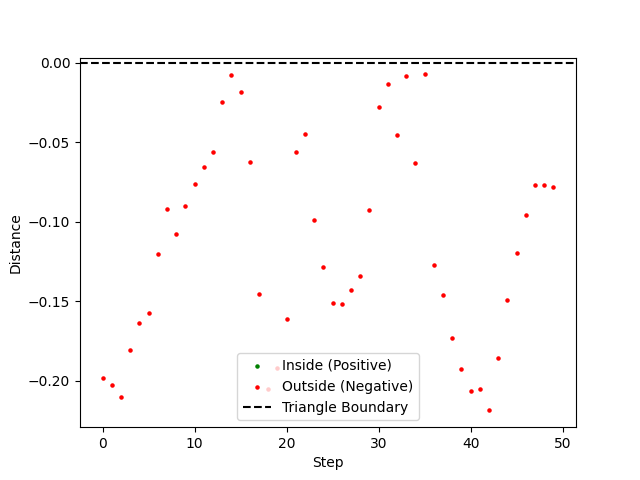 0.00
−0.05
−0.10
−0.15
−0.20
Distance
Inside (Positive)
Outside (Negative)
Triangle Boundary
0 10 20 30 40 50
Step